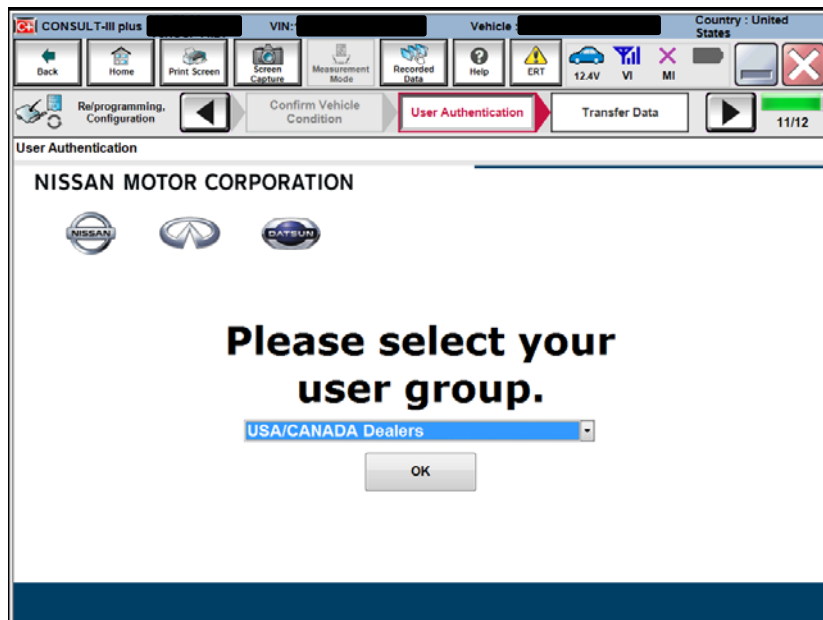 CONSULT-III plus
VIN:
Vehicle :
Country : United
States
Back
Home
Print Screen
Screen
Capture
Measurement
Mode
Recorded
Data
Help
ERT
12.4V
VI
MI
Re/programming,
Configuration
Confirm Vehicle
Condition
User Authentication
Transfer Data
11/12
User Authentication
NISSAN MOTOR CORPORATION
NISSAN
DATSUN
Please select your
user group.
USA/CANADA Dealers
OK